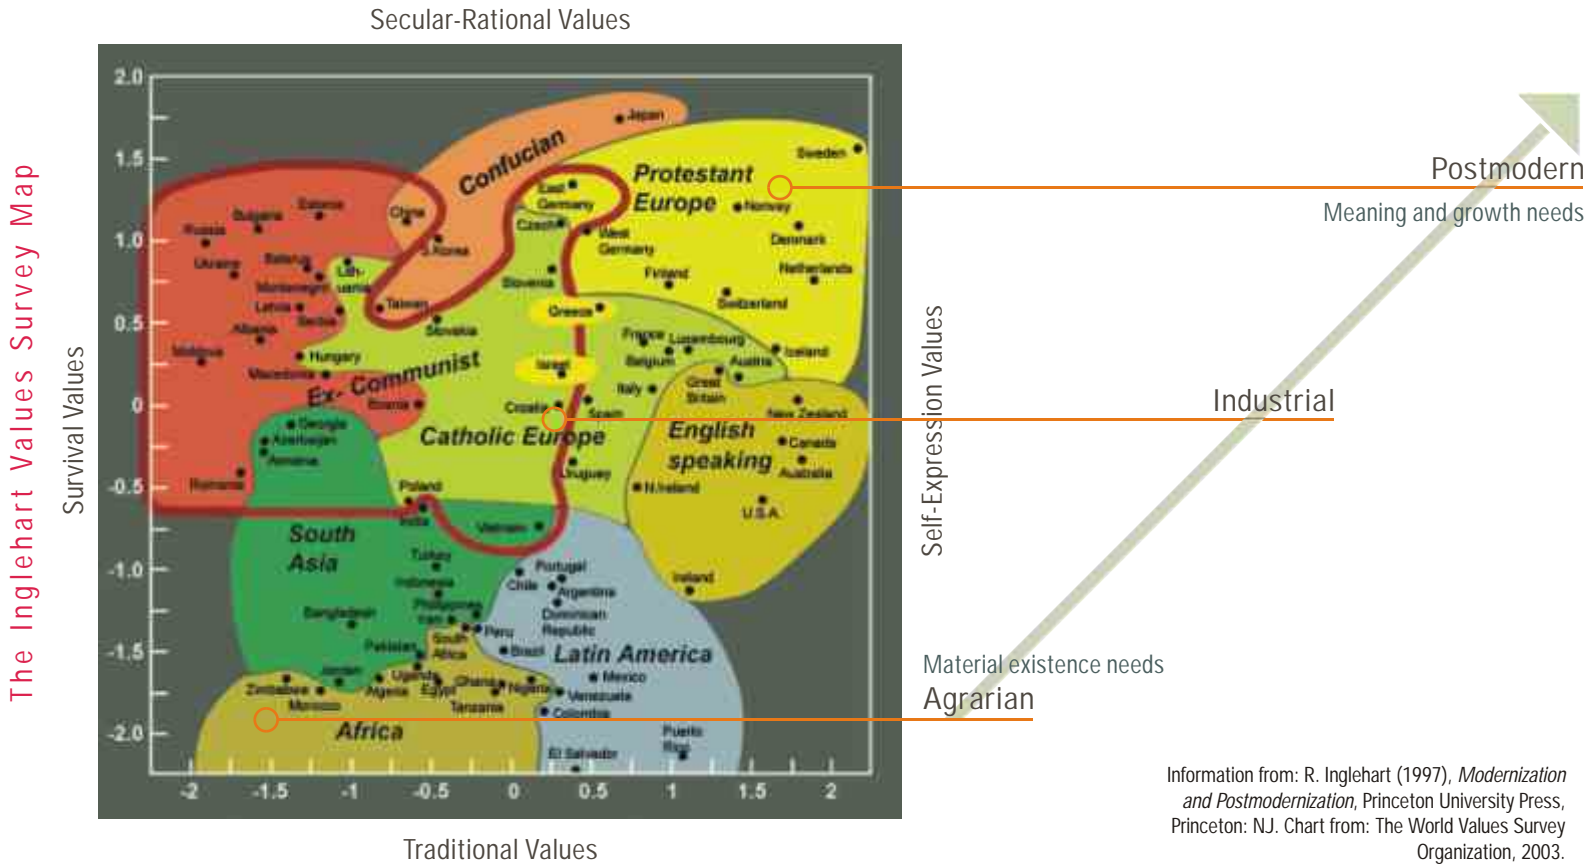 Secular-Rational Values
The Inglehart Values Survey Map
Survival Values
Self-Expression Values
2.0
1.5
1.0
0.5
0
-0.5
-1.0
-1.5
-2.0
Japan
Confucian
Sweden
Protestant
Europe
East
Germany
Estonia
China
Norway
Bulgaria
Russia
Czech
West
Germany
Denmark
S.Korea
Ukraine
Belarus
Lith-
uania
Montenegro
Slovenia
Finland
Netherlands
Latvia
Serbia
Taiwan
Greece
Switzerland
Albania
Slovakia
France
Luxembourg
Moldova
Hungary
Belgium
Austria
Iceland
Macedonia
Ex- Communist
Israel
Italy
Great
Britain
Bosnia
Croatia
Spain
New Zealand
Georgia
Catholic Europe
English
speaking
Azerbaijan
Canada
Armenia
Australia
Romania
Poland
Uruguay
N.Ireland
India
U.S.A.
South
Asia
Vietnam
Turkey
Portugal
Ireland
Indonesia
Chile
Argentina
Bangladesh
Philippines
Iran
Dominican
Republic
Pakistan
South
Africa
Peru
Brazil
Latin America
Jordan
Uganda
Ghana
Mexico
Zimbabwe
Algeria
Egypt
Nigeria
Venezuela
Morocco
Tanzania
Colombia
Africa
Puerto
Rico
El Salvador
-2
-1.5
-1
-0.5
0
0.5
1
1.5
2
Traditional Values
Postmodern
Meaning and growth needs
Industrial
Material existence needs
Agrarian
Information from: R. Inglehart (1997), Modernization
and Postmodernization, Princeton University Press,
Princeton: N.J. Chart from: The World Values Survey
Organization, 2003.